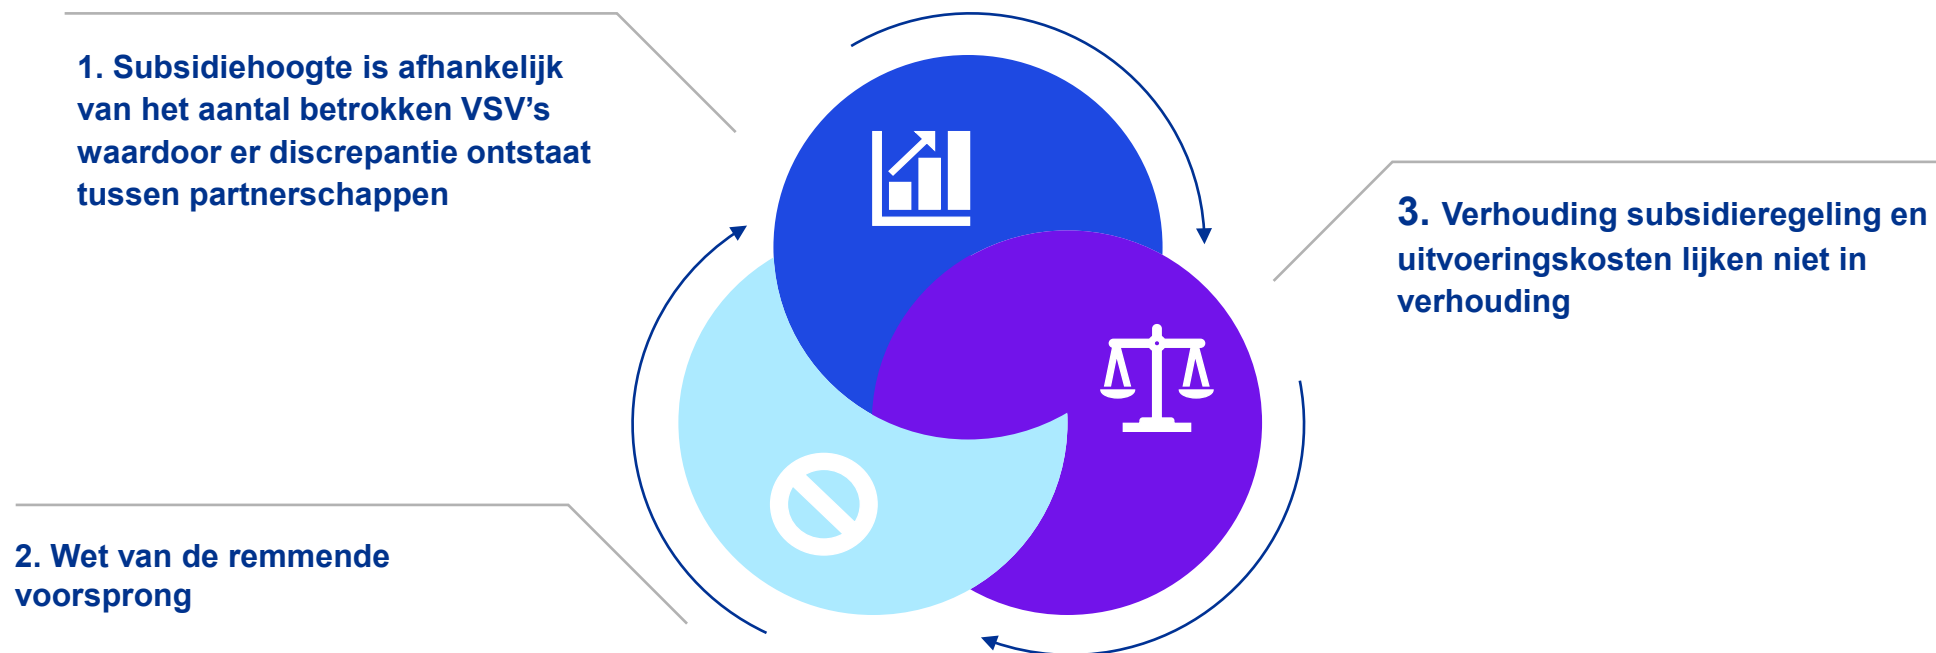 1. Subsidiehoogte is afhankelijk
van het aantal betrokken VSV’s
waardoor er discrepantie ontstaat
tussen partnerschappen
2. Wet van de remmende
voorsprong
3. Verhouding subsidieregeling en
uitvoeringskosten lijken niet in
verhouding